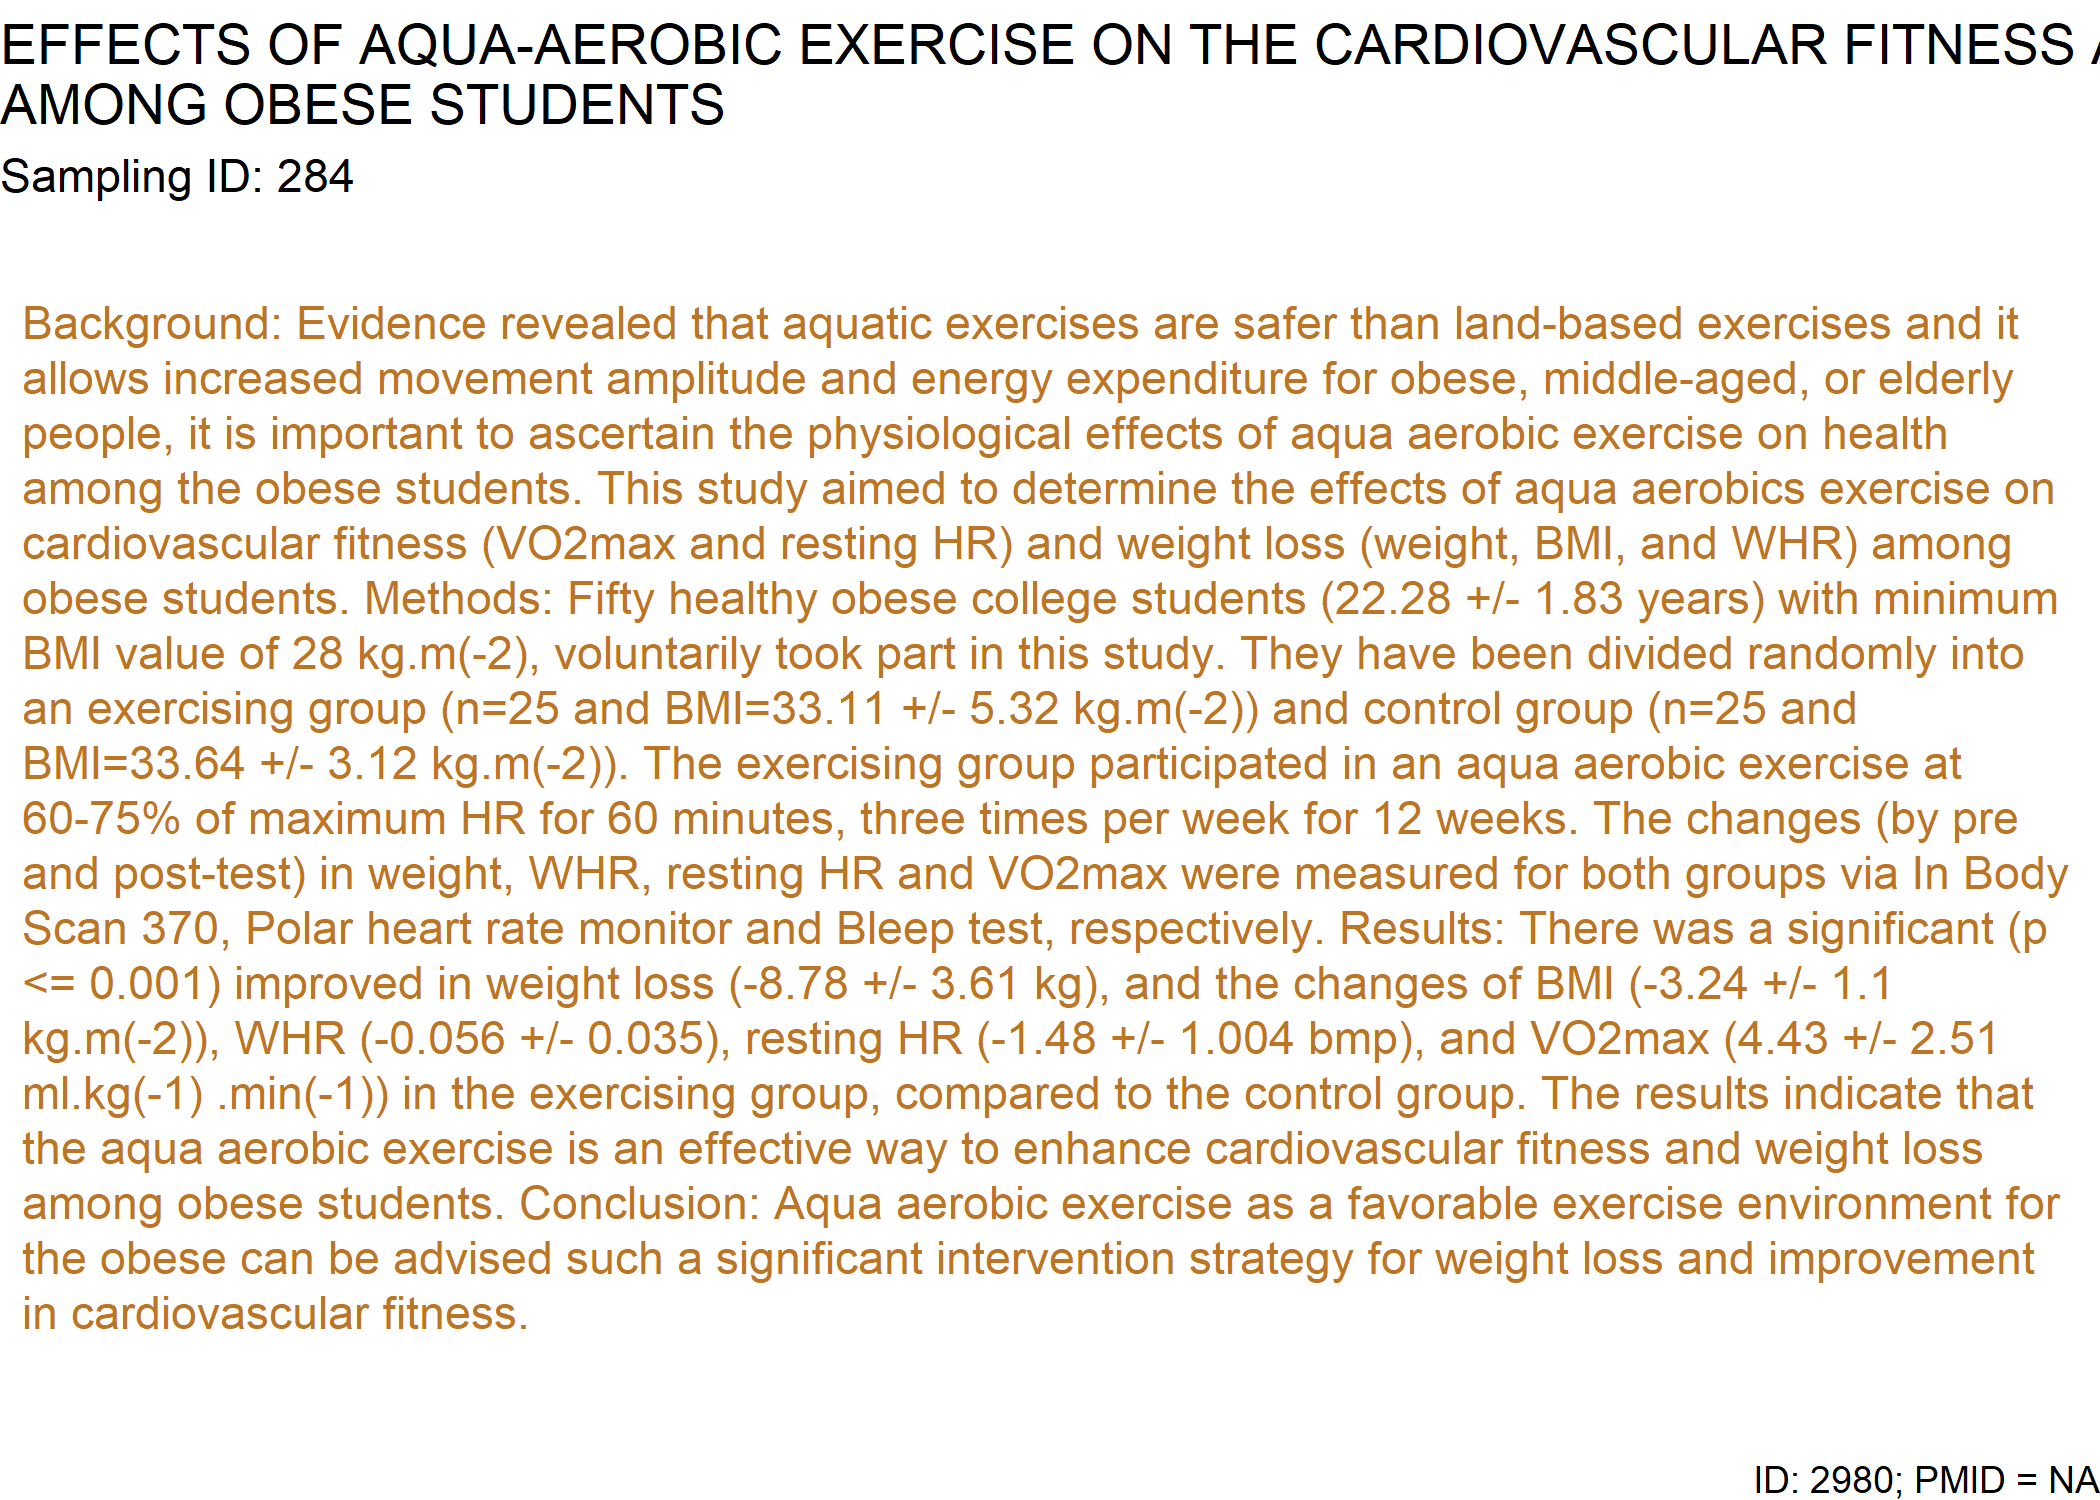 EFFECTS OF AQUA-AEROBIC EXERCISE ON THE CARDIOVASCULAR FITNESS
AMONG OBESE STUDENTS
Sampling ID: 284
Background: Evidence revealed that aquatic exercises are safer than land-based exercises and it
allows increased movement amplitude and energy expenditure for obese, middle-aged, or elderly
people, it is important to ascertain the physiological effects of aqua aerobic exercise on health
among the obese students. This study aimed to determine the effects of aqua aerobics exercise on
cardiovascular fitness (VO2max and resting HR) and weight loss (weight, BMI, and WHR) among
obese students. Methods: Fifty healthy obese college students (22.28 +/- 1.83 years) with minimum
BMI value of 28 kg.m(-2), voluntarily took part in this study. They have been divided randomly into
an exercising group (n=25 and BMI=33.11 +/- 5.32 kg.m(-2)) and control group (n=25 and
BMI=33.64 +/- 3.12 kg.m(-2)). The exercising group participated in an aqua aerobic exercise at
60-75% of maximum HR for 60 minutes, three times per week for 12 weeks. The changes (by pre
and post-test) in weight, WHR, resting HR and VO2max were measured for both groups via In Body
Scan 370, Polar heart rate monitor and Bleep test, respectively. Results: There was a significant (p
<= 0.001) improved in weight loss (-8.78 +/- 3.61 kg), and the changes of BMI (-3.24 +/- 1.1
kg.m(-2)), WHR (-0.056 +/- 0.035), resting HR (-1.48 +/- 1.004 bmp), and VO2max (4.43 +/- 2.51
ml.kg(-1) .min(-1)) in the exercising group, compared to the control group. The results indicate that
the aqua aerobic exercise is an effective way to enhance cardiovascular fitness and weight loss
among obese students. Conclusion: Aqua aerobic exercise as a favorable exercise environment for
the obese can be advised such a significant intervention strategy for weight loss and improvement
in cardiovascular fitness.
ID: 2980; PMID = NA